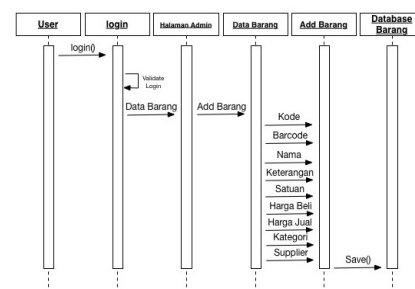 User
login
Halaman Admin
Data Barang
Add Barang
Database
Barang
login()
Validate
Login
Data Barang
Add Barang
Kode
Barcode
Nama
Keterangan
Satuan
Harga Beli
Harga Jual
Kategori
Supplier
Save()